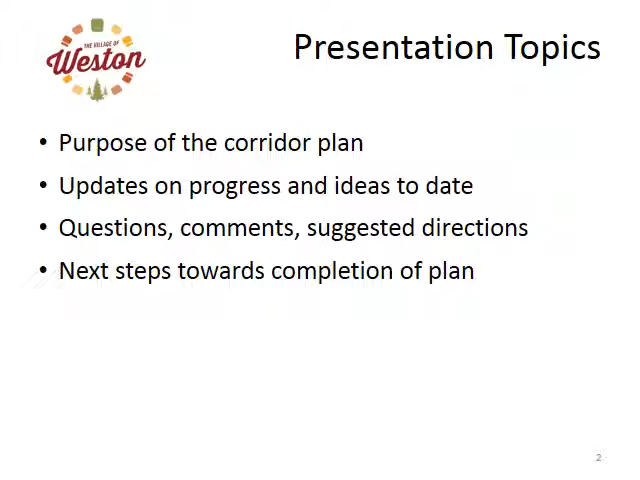 THE VILLAGE OF
Weston
Presentation Topics
• Purpose of the corridor plan
• Updates on progress and ideas to date
• Questions, comments, suggested directions
• Next steps towards completion of plan
2